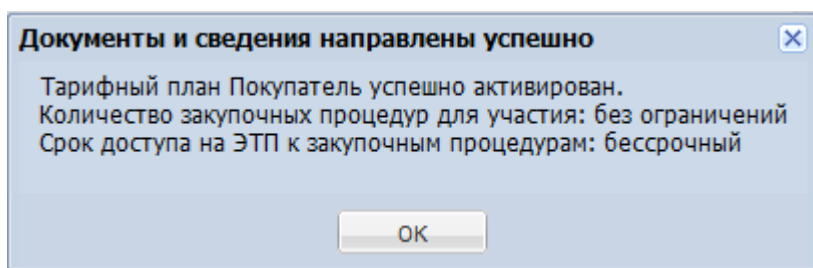 Документы и сведения направлены успешно
Тарифный план Покупатель успешно активирован.
Количество закупочных процедур для участия: без ограничений
Срок доступа на ЭТП к закупочным процедурам: бессрочный
ОК